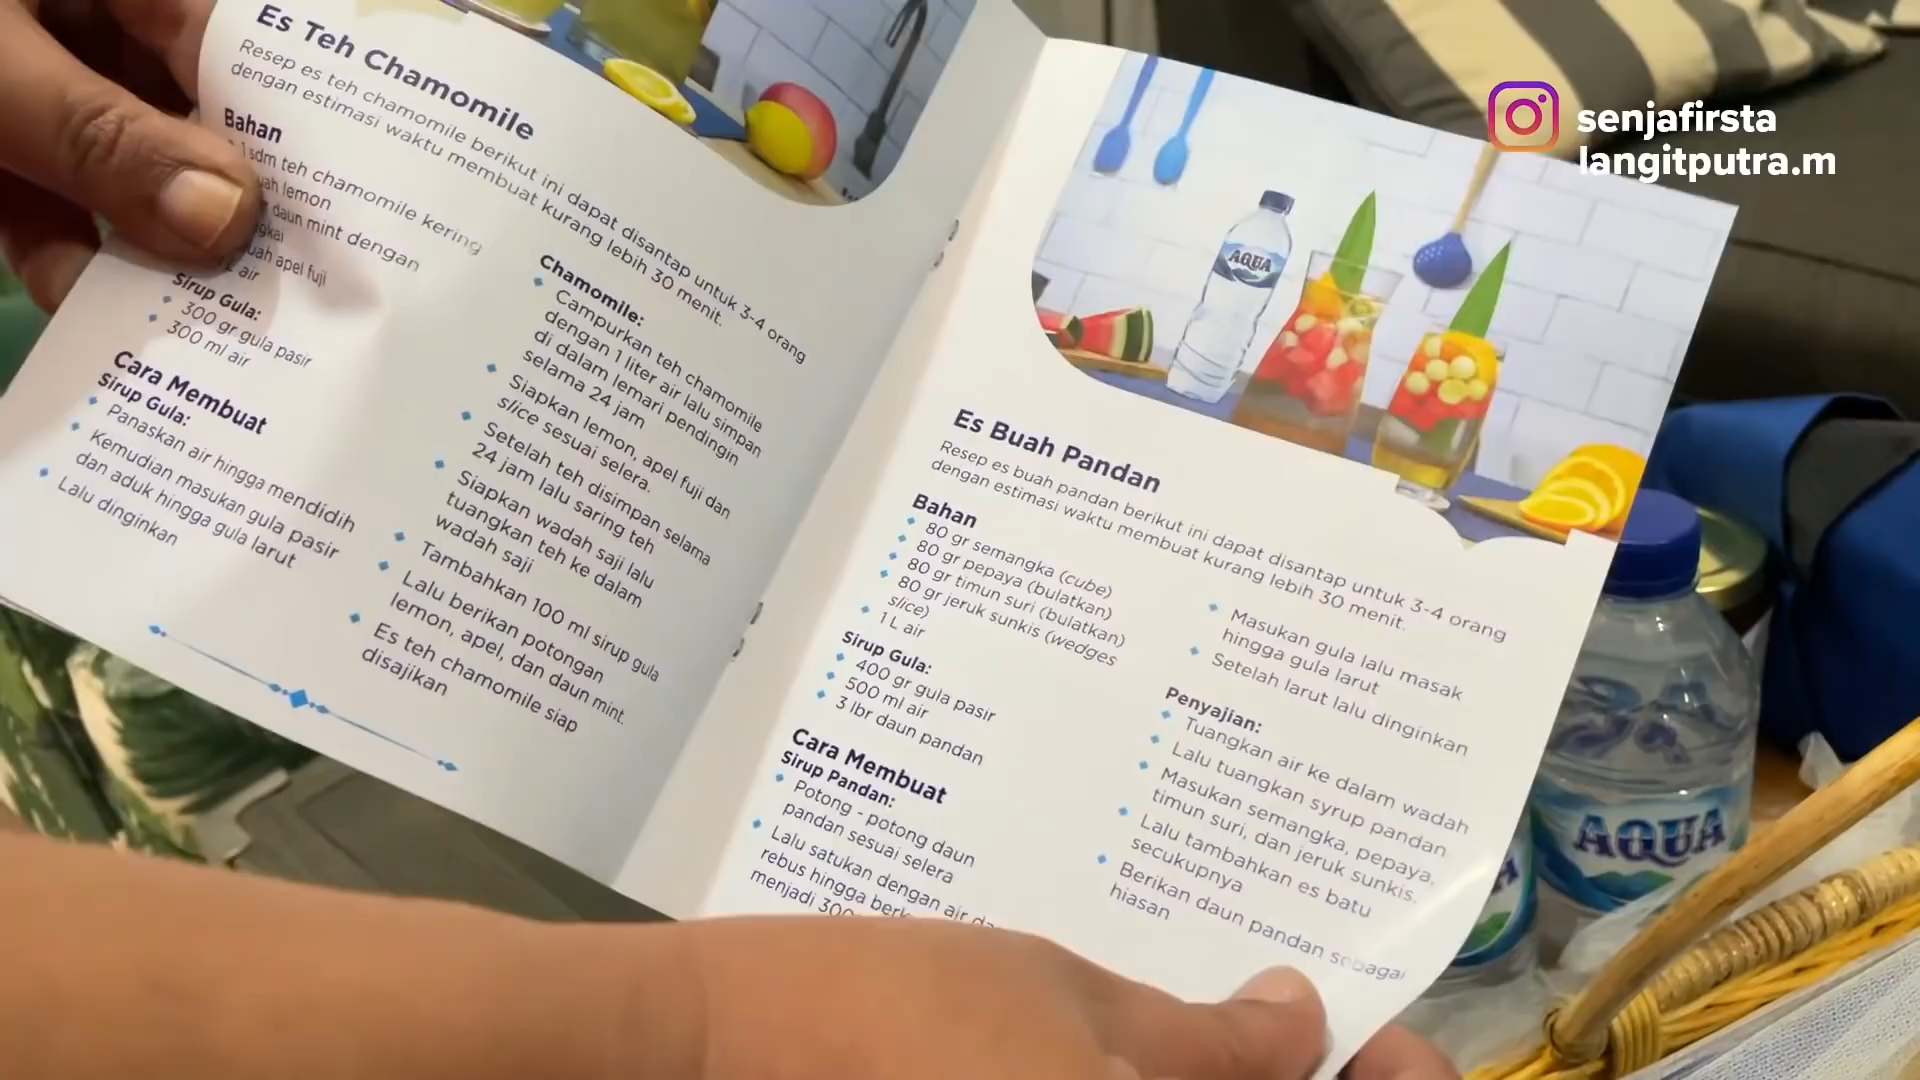 Es Teh Chamomile
Resep es teh chamomile berikut ini dapat disantap untuk 3-4 orang
dengan estimasi waktu membuat kurang lebih 30 menit.
Bahan
1 sdm teh chamomile kering
lemon
daun mint dengan
apel fuji
L air
Sirup Gula:
300 gr gula pasir
300 ml air
Cara Membuat
Sirup Gula:
Panaskan air hingga mendidih
Kemudian masukan gula pasir
dan aduk hingga gula larut
Lalu dinginkan
Chamomile:
Campurkan teh chamomile
dengan 1 liter air lalu simpan
di dalam lemari pendingin
selama 24 jam
Siapkan lemon, apel fuji dan
slice sesuai selera.
Setelah teh disimpan selama
24 jam lalu saring teh
Siapkan wadah saji lalu
tuangkan teh ke dalam
wadah saji
Tambahkan 100 ml sirup gula
Lalu berikan potongan
lemon, apel, dan daun mint.
Es teh chamomile siap
disajikan
AQUA
Es Buah Pandan
Resep es buah pandan berikut ini dapat disantap untuk 3-4 orang
dengan estimasi waktu membuat kurang lebih 30 menit.
Bahan
80 gr semangka (cube)
80 gr pepaya (bulatkan)
80 gr timun suri (bulatkan)
80 gr jeruk sunkis (wedges
slice)
1 L air
Sirup Gula:
400 gr gula pasir
500 ml air
3 lbr daun pandan
Cara Membuat
Sirup Pandan:
Potong - potong daun
pandan sesuai selera
Lalu satukan dengan air
rebus hingga
menjadi
Masukan gula lalu masak
hingga gula larut
Setelah larut lalu dinginkan
Penyajian:
Tuangkan air ke dalam wadah
Lalu tuangkan syrup pandan
Masukan semangka, pepaya,
timun suri, dan jeruk sunkis.
Lalu tambahkan es batu
secukupnya
Berikan daun pandan sebagai
hiasan
senjafirsta
langitputra.m
AQUA